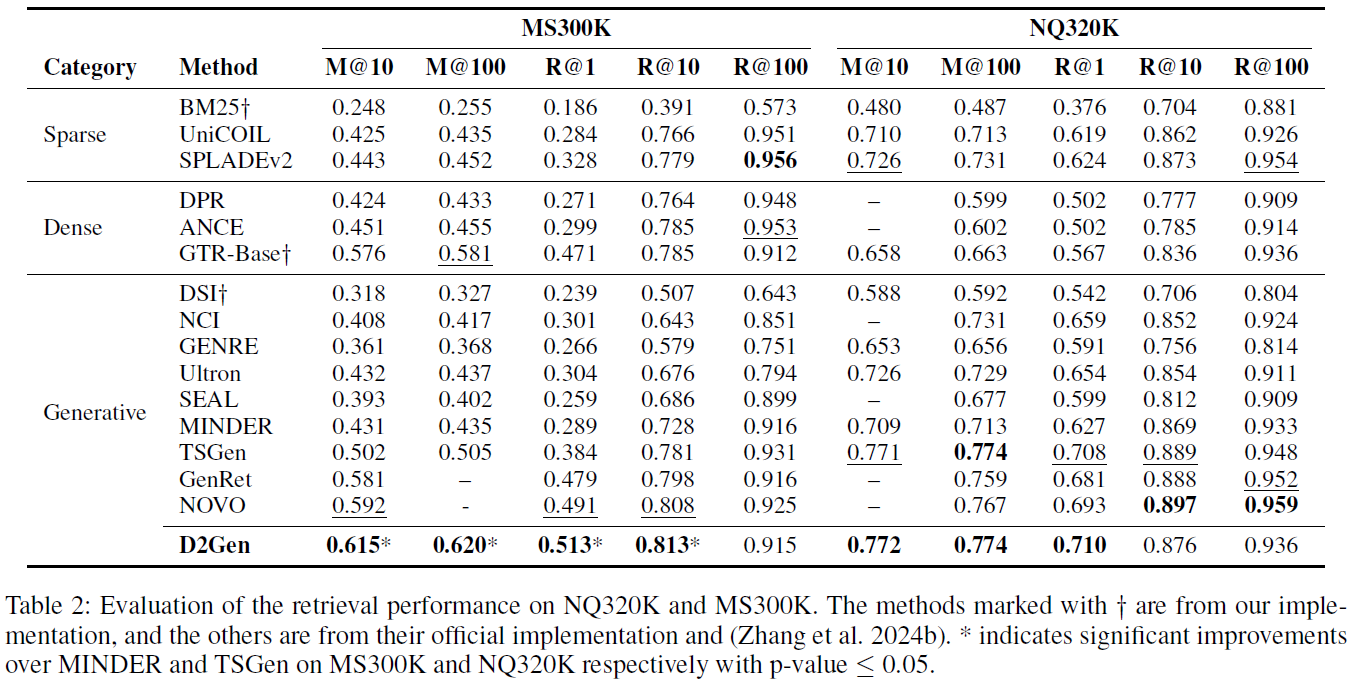 MS300K NQ320K
Category Method M@10 M@100 R@1 R@10 R@100 M@10 M@100 R@1 R@10 R@100
BM25† 0.248 0.255 0.186 0.391 0.573 0.480 0.487 0.376 0.704 0.881
Sparse UniCOIL 0.425 0.435 0.284 0.766 0.951 0.710 0.713 0.619 0.862 0.926
SPLADEv2 0.443 0.452 0.328 0.779 0.956 0.726 0.731 0.624 0.873 0.954
DPR 0.424 0.433 0.271 0.764 0.948 – 0.599 0.502 0.777 0.909
Dense ANCE 0.451 0.455 0.299 0.785 0.953 – 0.602 0.502 0.785 0.914
GTR-Base† 0.576 0.581 0.471 0.785 0.912 0.658 0.663 0.567 0.836 0.936
DSI† 0.318 0.327 0.239 0.507 0.643 0.588 0.592 0.542 0.706 0.804
NCI 0.408 0.417 0.301 0.643 0.851 – 0.731 0.659 0.852 0.924
GENRE 0.361 0.368 0.266 0.579 0.751 0.653 0.656 0.591 0.756 0.814
Ultron 0.432 0.437 0.304 0.676 0.794 0.726 0.729 0.654 0.854 0.911
Generative SEAL 0.393 0.402 0.259 0.686 0.899 – 0.677 0.599 0.812 0.909
MINDER 0.431 0.435 0.289 0.728 0.916 0.709 0.713 0.627 0.869 0.933
TSGen 0.502 0.505 0.384 0.781 0.931 0.771 0.774 0.708 0.889 0.948
GenRet 0.581 – 0.479 0.798 0.916 – 0.759 0.681 0.888 0.952
NOVO 0.592 - 0.491 0.808 0.925 – 0.767 0.693 0.897 0.959
D2Gen 0.615* 0.620* 0.513* 0.813* 0.915 0.772 0.774 0.710 0.876 0.936
Table 2: Evaluation of the retrieval performance on NQ320K and MS300K. The methods marked with † are from our imple-
mentation, and the others are from their official implementation and (Zhang et al. 2024b). * indicates significant improvements
over MINDER and TSGen on MS300K and NQ320K respectively with p-value ≤ 0.05.